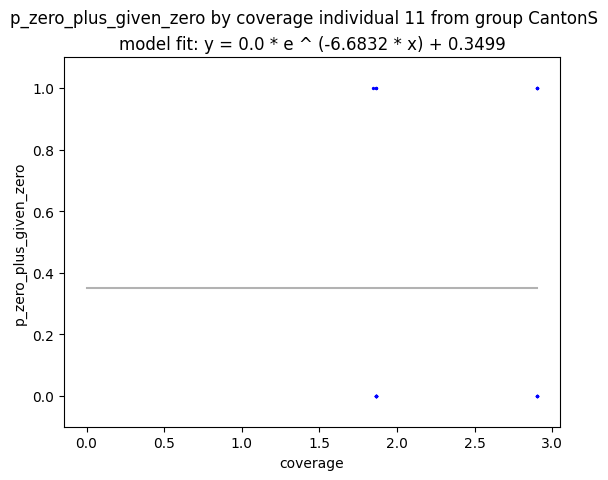 p_zero_plus_given_zero by coverage individual 11 from group CantonS
model fit: y = 0.0 * e ^ (-6.6832 * x) + 0.3499
1.0
0.8
0.6
0.4
0.2
0.0
p_zero_plus_given_zero
0.0 0.5 1.0 1.5 2.0 2.5 3.0
coverage